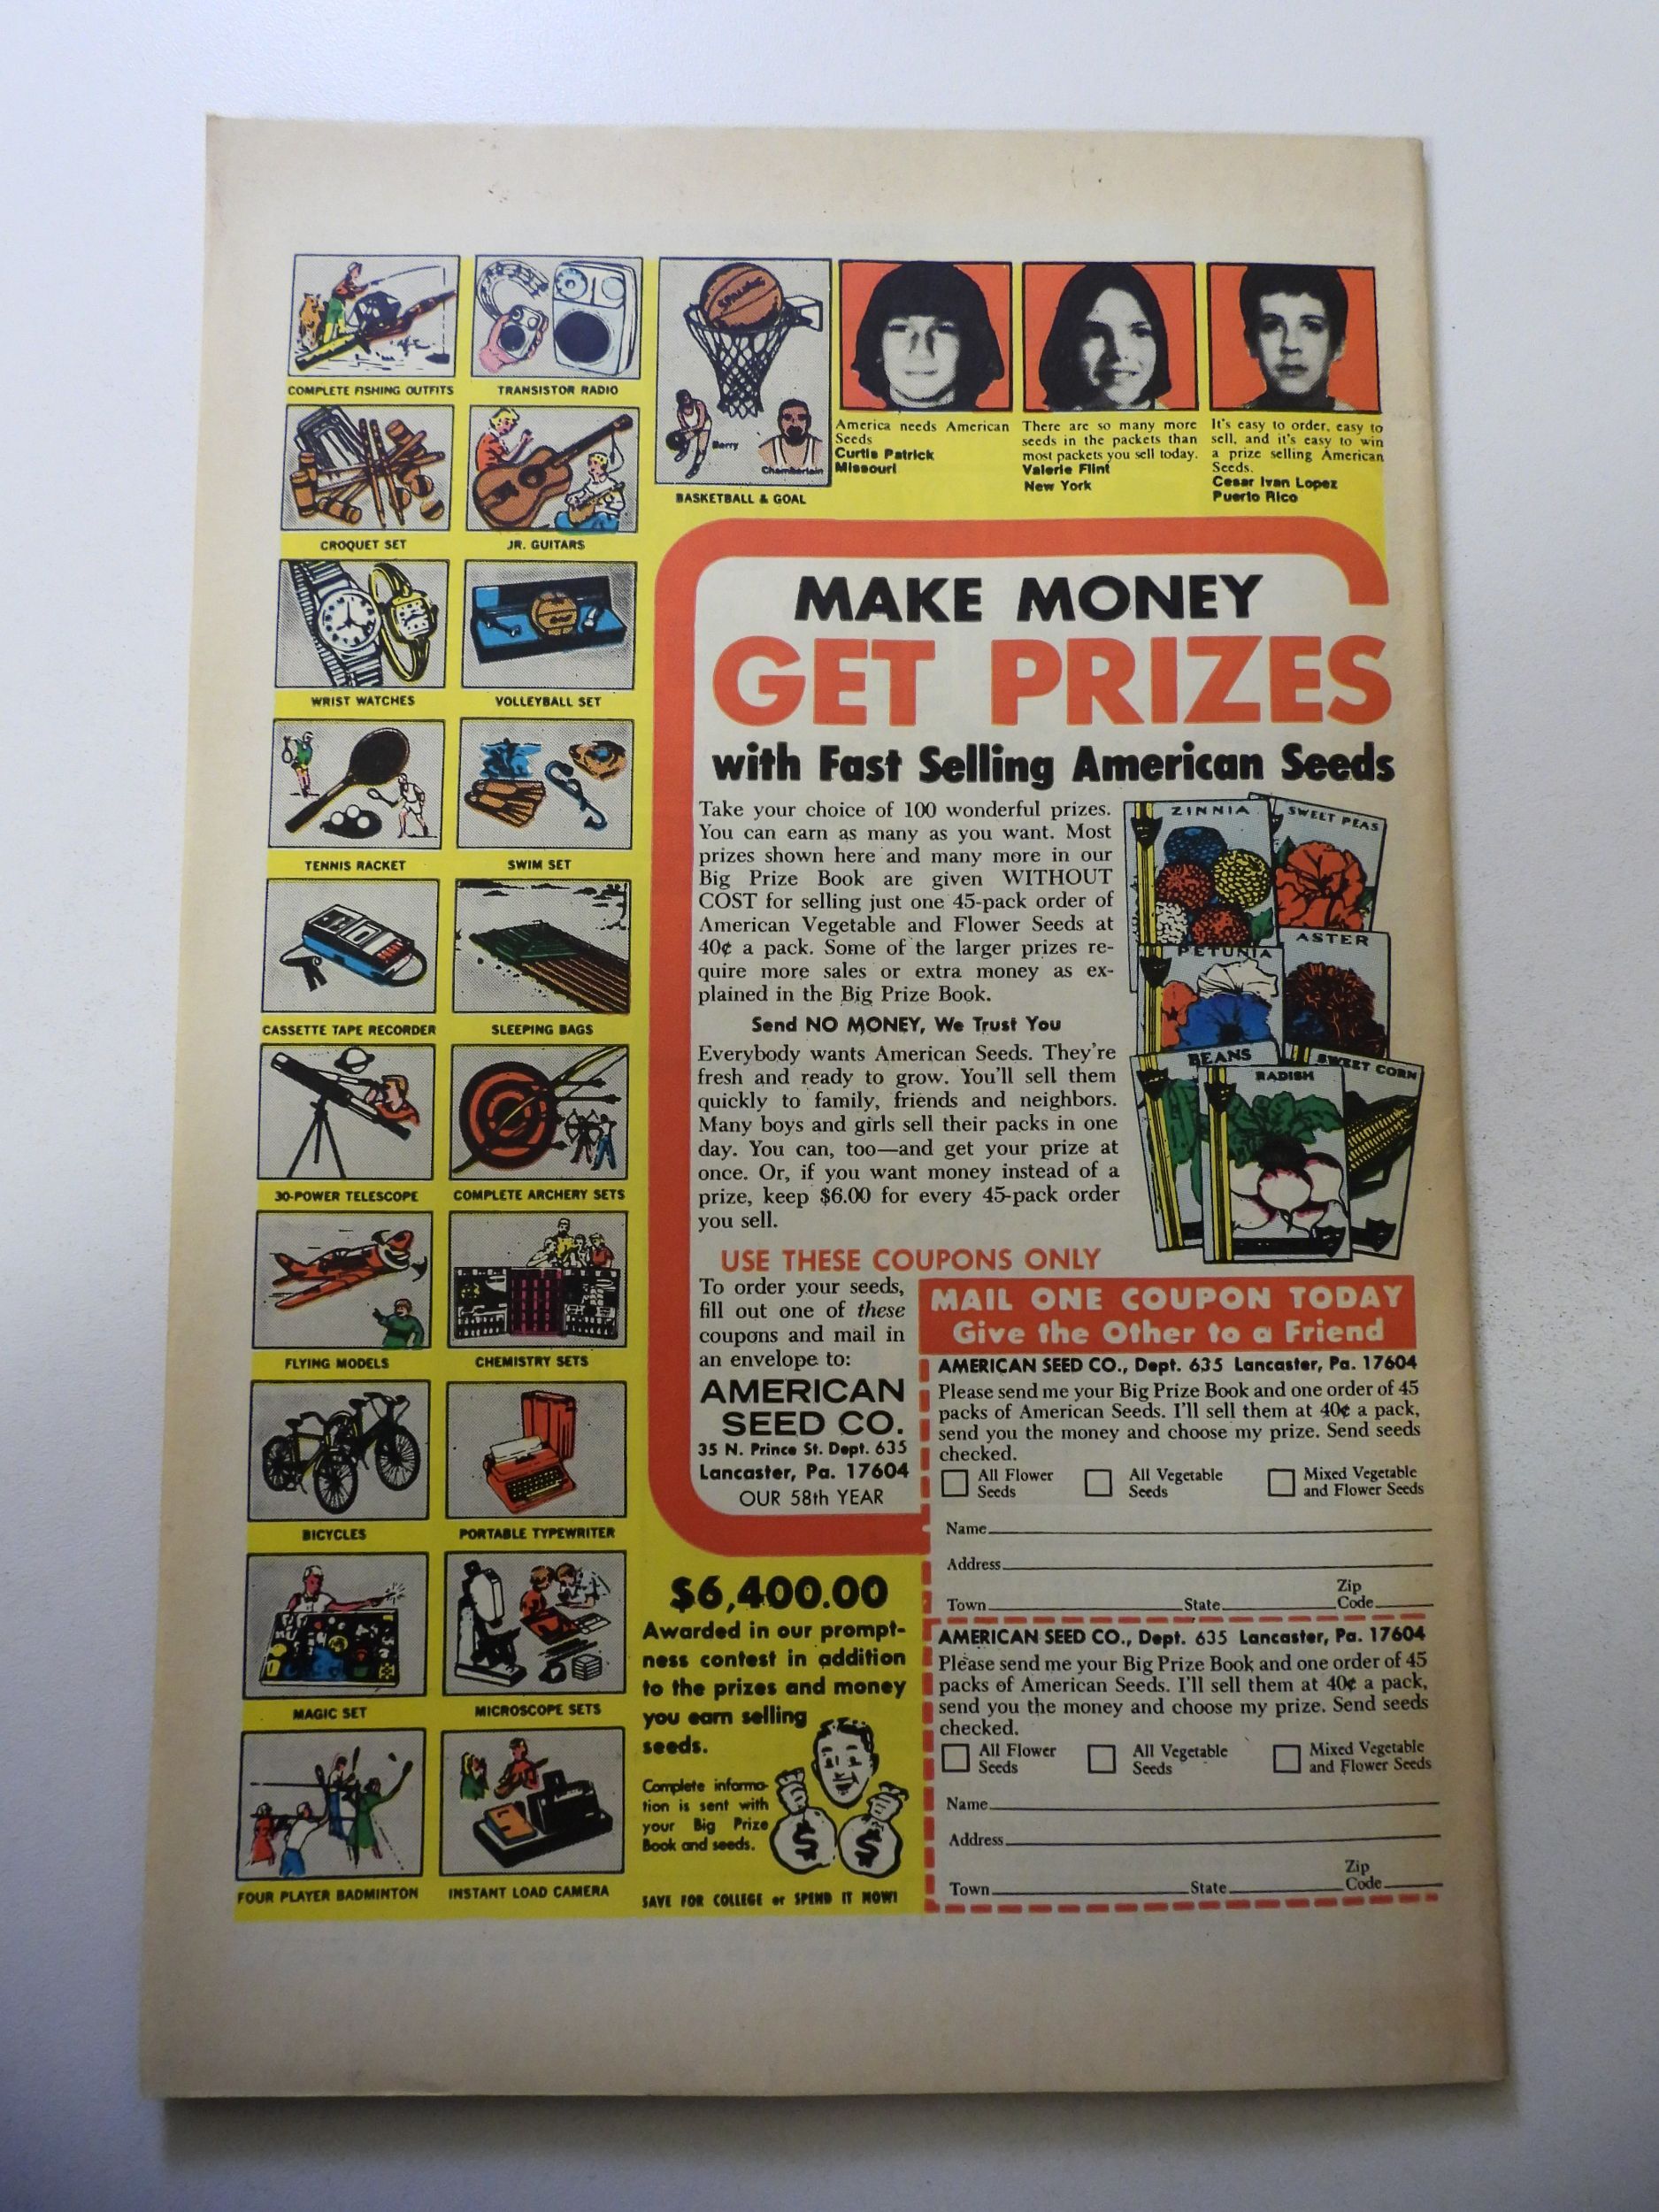 COMPLETE FISHING OUTFITS
TRANSISTOR RADIO
SPALDING
Barry
Chamberlain
BASKETBALL & GOAL
America needs American
Seeds
Curtis Patrick
Missouri
There are so many more
seeds in the packets than
most packets you sell today.
Valerie Flint
New York
It's easy to order, easy to
sell, and it's easy to win
a prize selling American
Seeds.
Cesar Ivan Lopez
Puerto Rico
CROQUET SET
JR. GUITARS
WRIST WATCHES
VOLLEYBALL SET
TENNIS RACKET
SWIM SET
CASSETTE TAPE RECORDER
SLEEPING BAGS
30-POWER TELESCOPE
COMPLETE ARCHERY SETS
FLYING MODELS
CHEMISTRY SETS
BICYCLES
PORTABLE TYPEWRITER
MAGIC SET
MICROSCOPE SETS
FOUR PLAYER BADMINTON
INSTANT LOAD CAMERA
MAKE MONEY
GET PRIZES
with Fast Selling American Seeds
Take your choice of 100 wonderful prizes.
You can earn as many as you want. Most
prizes shown here and many more in our
Big Prize Book are given WITHOUT
COST for selling just one 45-pack order of
American Vegetable and Flower Seeds at
40¢ a pack. Some of the larger prizes re-
quire more sales or extra money as ex-
plained in the Big Prize Book.
Send NO MONEY, We Trust You
Everybody wants American Seeds. They're
fresh and ready to grow. You'll sell them
quickly to family, friends and neighbors.
Many boys and girls sell their packs in one
day. You can, too—and get your prize at
once. Or, if you want money instead of a
prize, keep $6.00 for every 45-pack order
you sell.
ZINNIA
SWEET PEAS
PETUNIA
ASTER
BEANS
RADISH
SWEET CORN
USE THESE COUPONS ONLY
To order your seeds,
fill out one of these
coupons and mail in
an envelope to:
AMERICAN
SEED CO.
35 N. Prince St. Dept. 635
Lancaster, Pa. 17604
OUR 58th YEAR
$6,400.00
Awarded in our prompt-
ness contest in addition
to the prizes and money
you earn selling
seeds.
Complete informa-
tion is sent with
your Big Prize
Book and seeds.
$ $
SAVE FOR COLLEGE or SPEND IT NOW!
MAIL ONE COUPON TODAY
Give the Other to a Friend
AMERICAN SEED CO., Dept. 635 Lancaster, Pa. 17604
Please send me your Big Prize Book and one order of 45
packs of American Seeds. I'll sell them at 40¢ a pack,
send you the money and choose my prize. Send seeds
checked.
All Flower
Seeds
All Vegetable
Seeds
Mixed Vegetable
and Flower Seeds
Name
Address
Town State Zip
Code
AMERICAN SEED CO., Dept. 635 Lancaster, Pa. 17604
Please send me your Big Prize Book and one order of 45
packs of American Seeds. I'll sell them at 40¢ a pack,
send you the money and choose my prize. Send seeds
checked.
All Flower
Seeds
All Vegetable
Seeds
Mixed Vegetable
and Flower Seeds
Name
Address
Town State Zip
Code